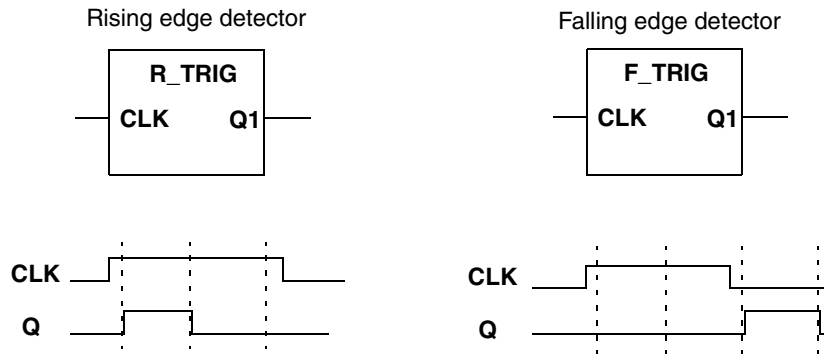 Rising edge detector
R_TRIG
CLK Q1
CLK
Q
Falling edge detector
F_TRIG
CLK Q1
CLK
Q